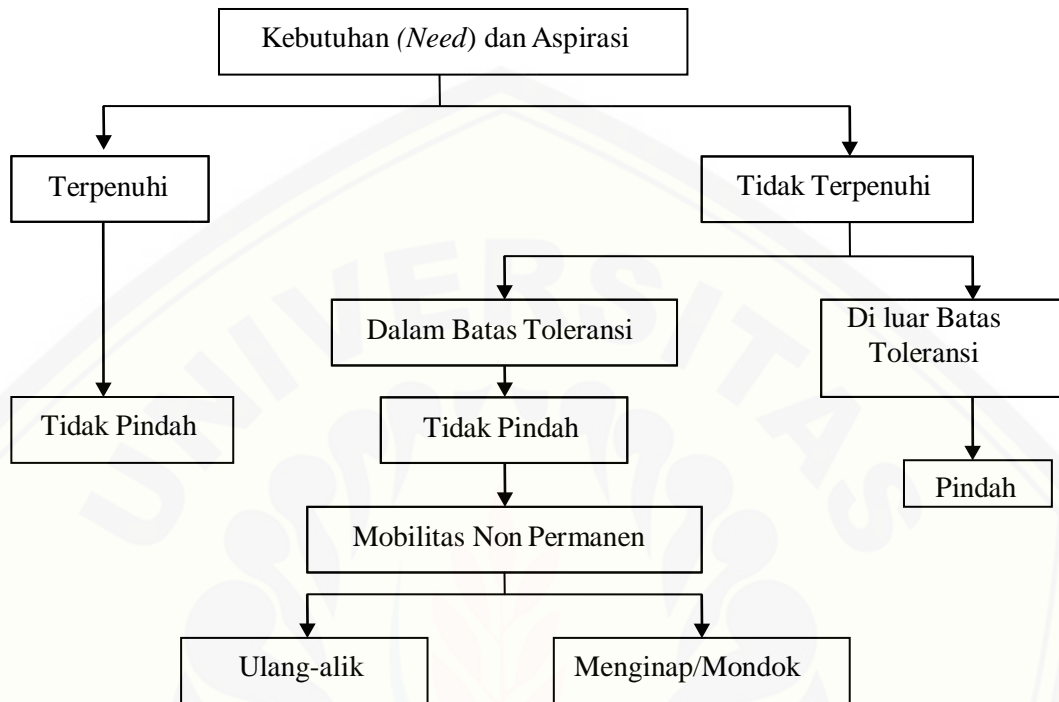 Kebutuhan (Need) dan Aspirasi
Terpenuhi
Tidak Terpenuhi
Dalam Batas Toleransi
Di luar Batas
Toleransi
Tidak Pindah
Tidak Pindah
Pindah
Mobilitas Non Permanen
Ulang-alik
Menginap/Mondok
UNIVERSITAS